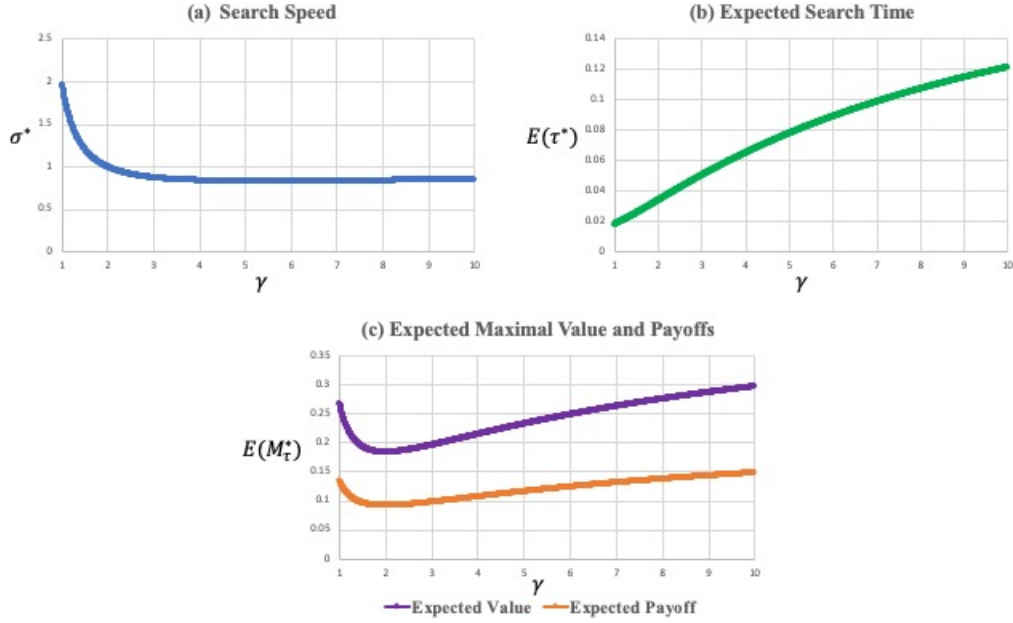 (a) Search Speed
2.5
2
1.5
1
0.5
0
σ*
1 2 3 4 5 6 7 8 9 10
γ
(b) Expected Search Time
0.14
0.12
0.1
0.08
0.06
0.04
0.02
0
E(τ*)
1 2 3 4 5 6 7 8 9 10
γ
(c) Expected Maximal Value and Payoffs
0.35
0.3
0.25
0.2
0.15
0.1
0.05
0
E(M*τ)
1 2 3 4 5 6 7 8 9 10
γ
Expected Value Expected Payoff